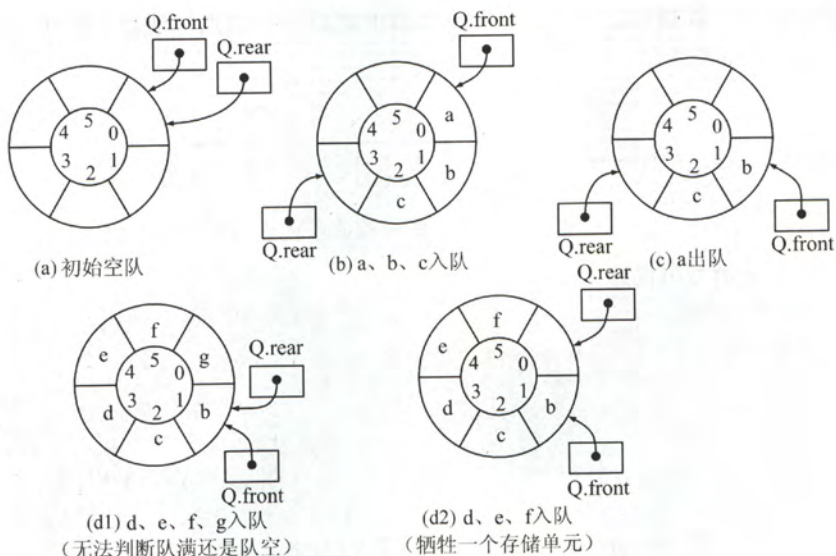 Q.front
Q.rear
5
4 0
3 1
2
(a) 初始空队
Q.front
a
5
4 0
3 1
2
b
c
Q.rear
(b) a、b、c入队
5
4 0
3 1
2
b
c
Q.rear
Q.front
(c) a出队
f
e g
5
4 0
3 1
2
d b
c
Q.rear
Q.front
(d1) d、e、f、g入队
(无法判断队满还是队空)
Q.rear
f
e
5
4 0
3 1
2
d b
c
Q.front
(d2) d、e、f入队
(牺牲一个存储单元)